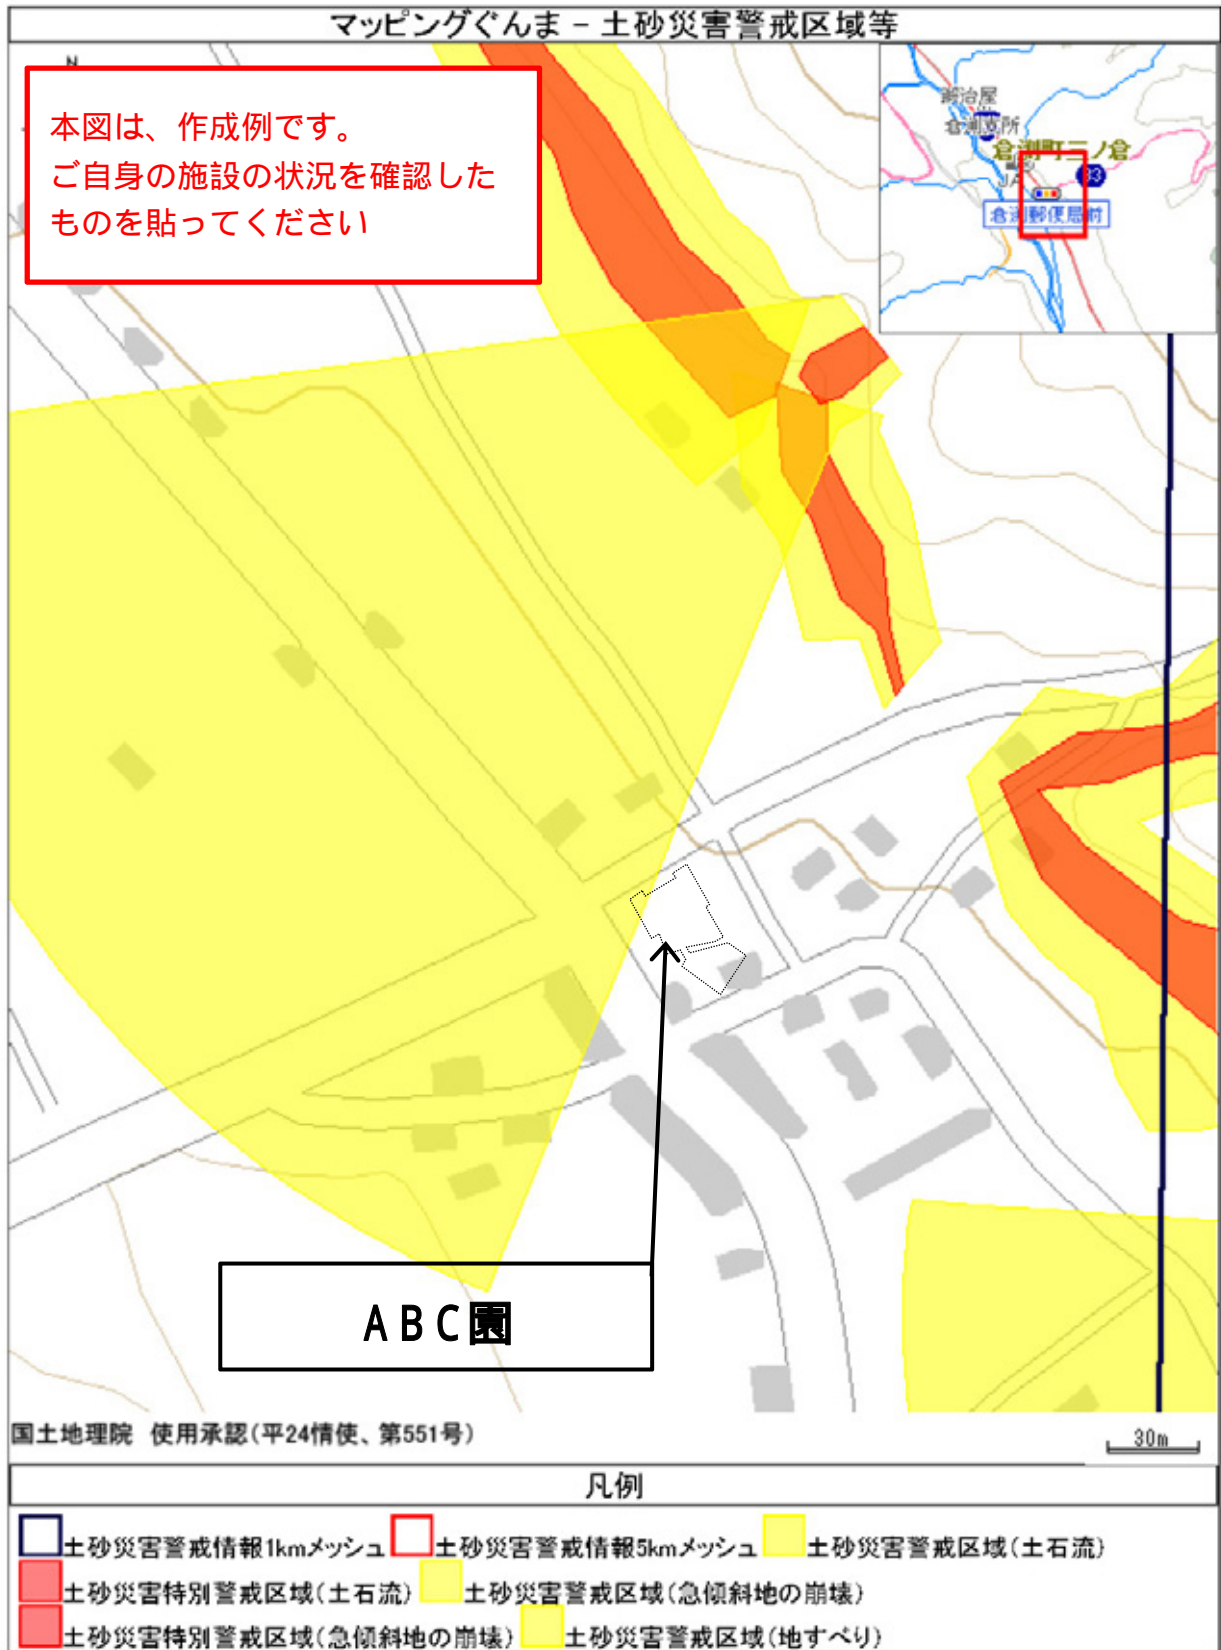 マッピングぐんま － 土砂災害警戒区域等
N
本図は、作成例です。
ご自身の施設の状況を確認した
ものを貼ってください
鍛治屋
倉渕支所
倉渕町三ノ倉
JA
33
倉渕郵便局前
ABC園
国土地理院 使用承認(平24情使、第551号)
30m
凡例
土砂災害警戒情報1kmメッシュ 土砂災害警戒情報5kmメッシュ 土砂災害警戒区域(土石流)
土砂災害特別警戒区域(土石流) 土砂災害警戒区域(急傾斜地の崩壊)
土砂災害特別警戒区域(急傾斜地の崩壊) 土砂災害警戒区域(地すべり)